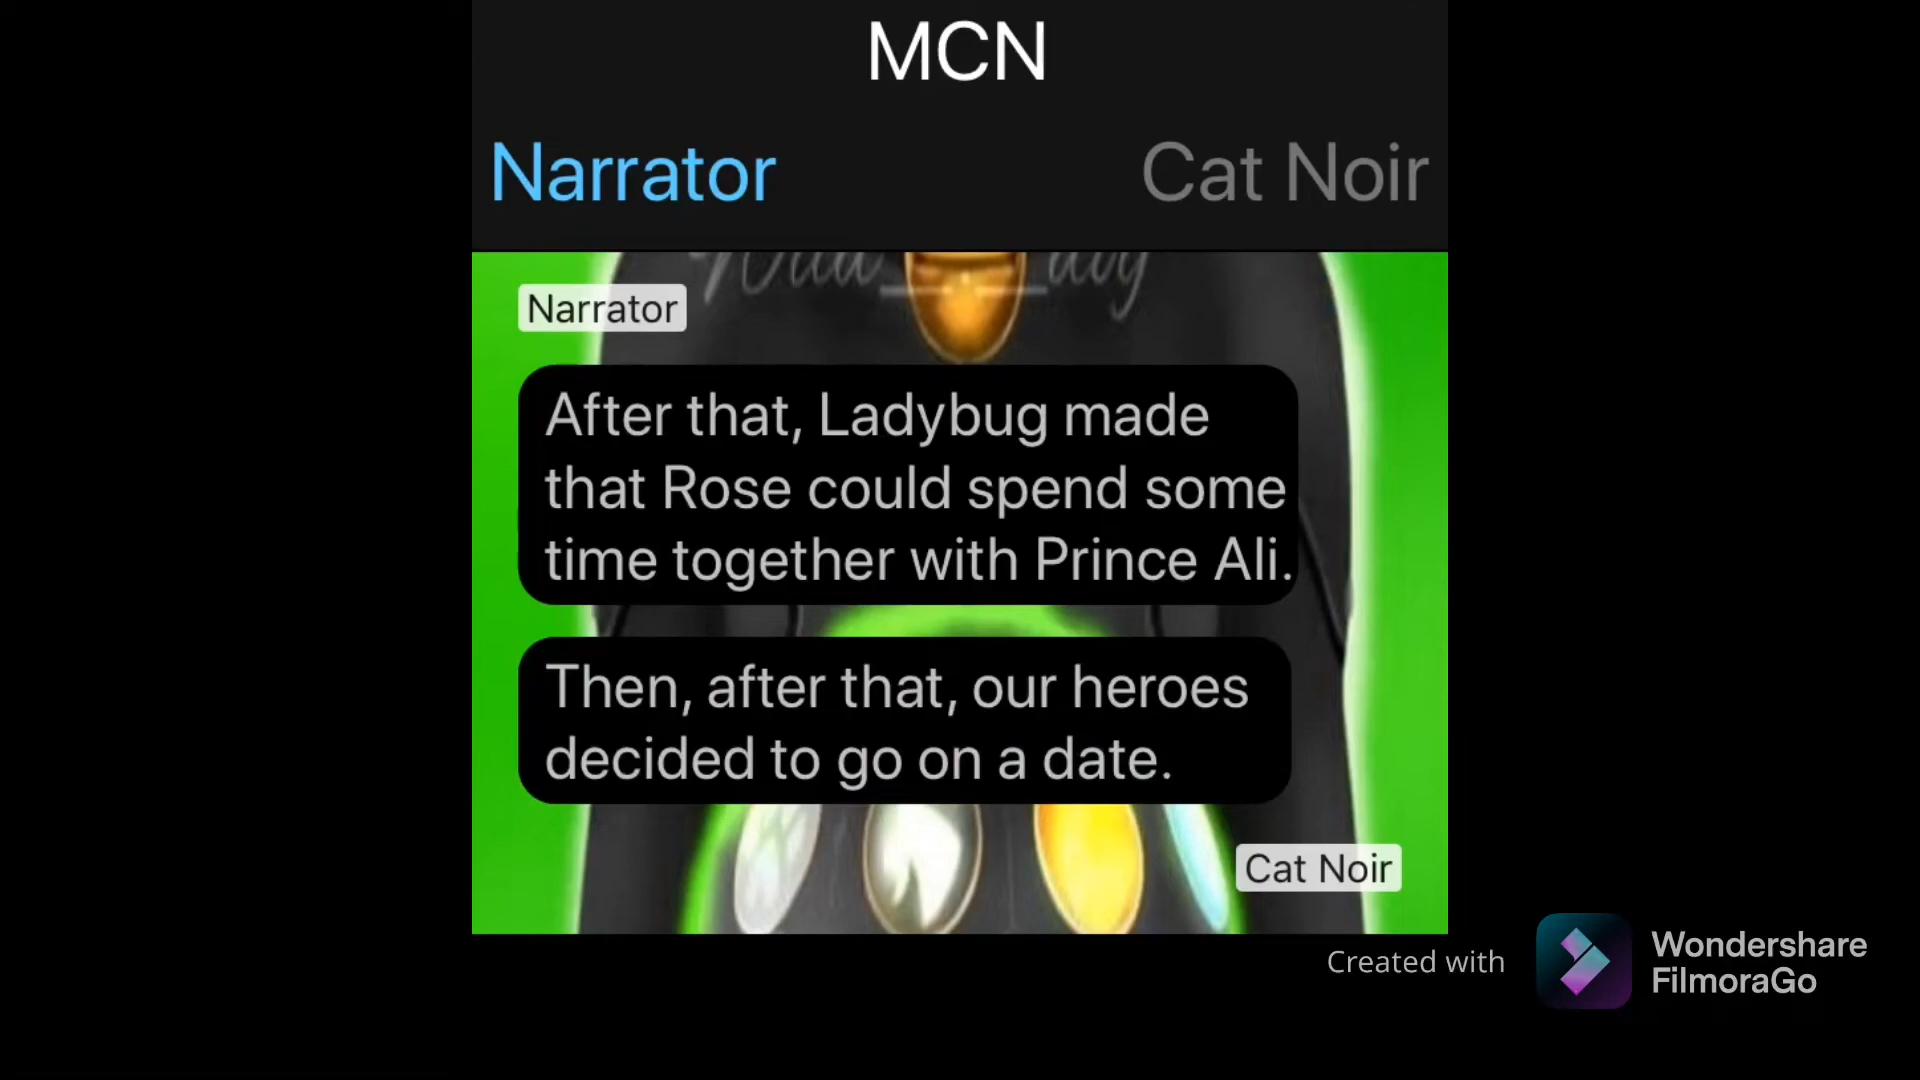 MCN
Narrator
Cat Noir
Narrator
After that, Ladybug made
that Rose could spend some
time together with Prince Ali.
Then, after that, our heroes
decided to go on a date.
Cat Noir
Created with
Wondershare
FilmoraGo